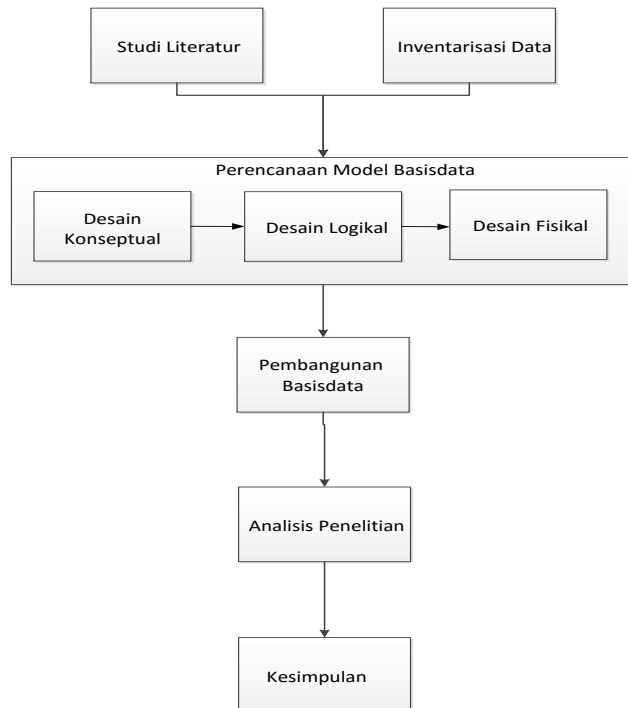 Studi Literatur
Inventarisasi Data
Perencanaan Model Basisdata
Desain
Konseptual
Desain Logikal
Desain Fisikal
Pembangunan
Basisdata
Analisis Penelitian
Kesimpulan